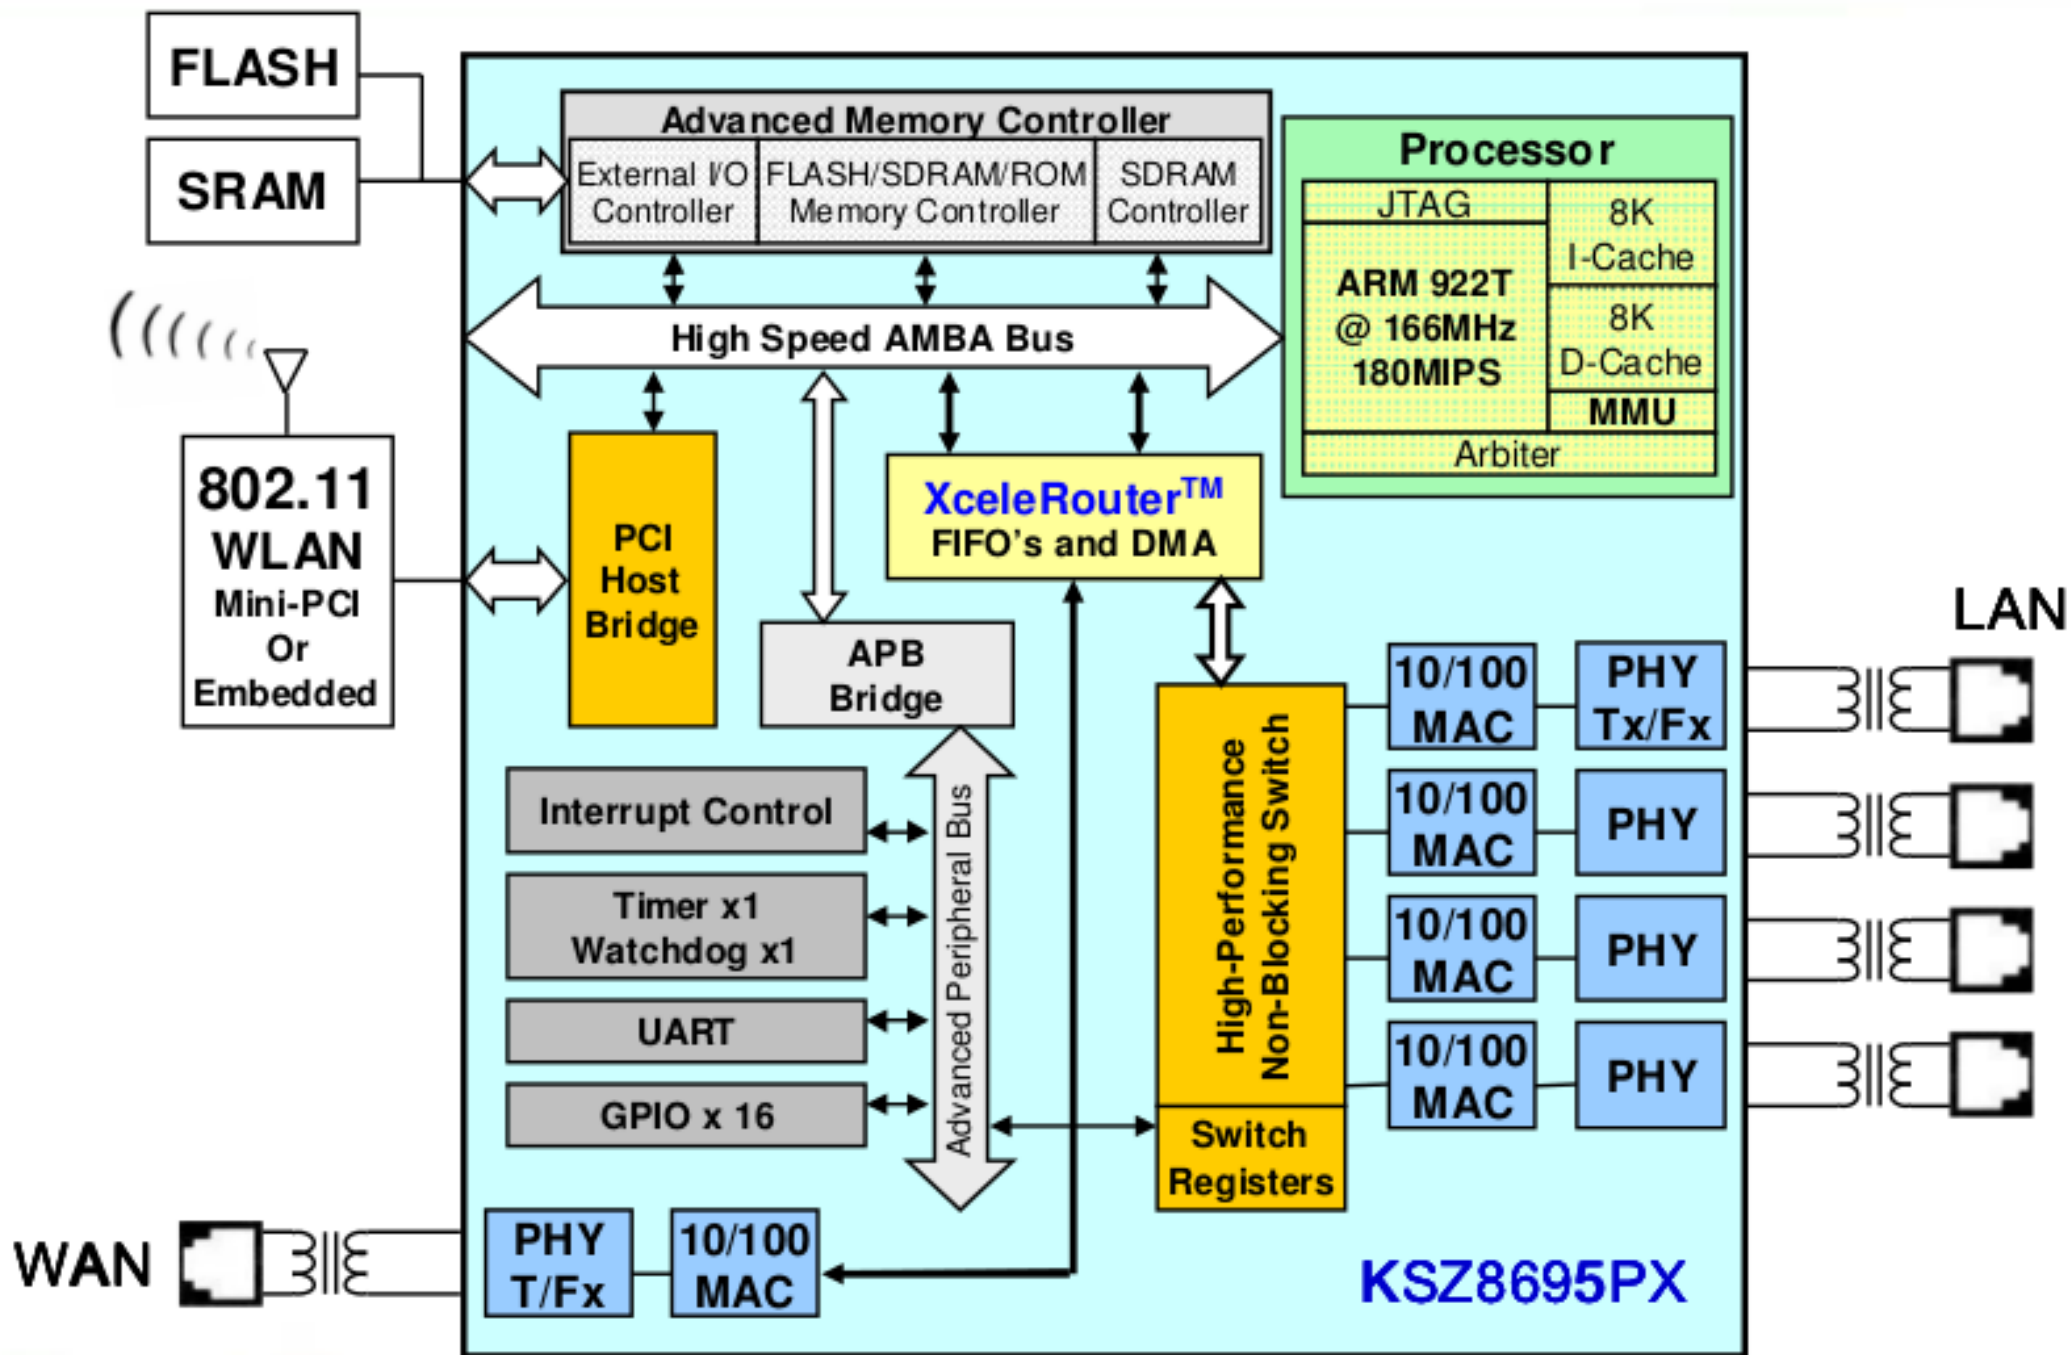 FLASH
SRAM
Advanced Memory Controller
External I/O
Controller
FLASH/SDRAM/ROM
Memory Controller
SDRAM
Controller
Processor
JTAG
ARM 922T
@ 166MHz
180MIPS
8K
I-Cache
8K
D-Cache
MMU
Arbiter
High Speed AMBA Bus
802.11
WLAN
Mini-PCI
Or
Embedded
PCI
Host
Bridge
XceleRouter™
FIFO's and DMA
APB
Bridge
LAN
10/100
MAC
PHY
Tx/Fx
10/100
MAC
PHY
10/100
MAC
PHY
10/100
MAC
PHY
High-Performance
Non-Blocking Switch
Switch
Registers
Interrupt Control
Timer x1
Watchdog x1
UART
GPIO x 16
Advanced Peripheral Bus
WAN
PHY
T/Fx
10/100
MAC
KSZ8695PX